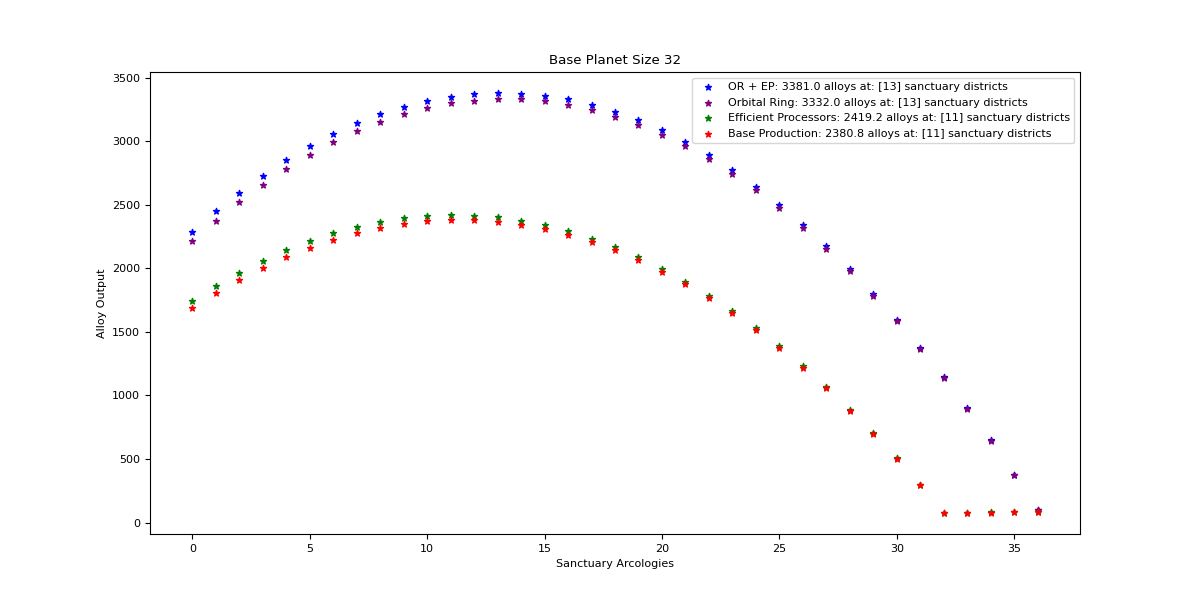 Base Planet Size 32
OR + EP: 3381.0 alloys at: [13] sanctuary districts
Orbital Ring: 3332.0 alloys at: [13] sanctuary districts
Efficient Processors: 2419.2 alloys at: [11] sanctuary districts
Base Production: 2380.8 alloys at: [11] sanctuary districts
Alloy Output
3500
3000
2500
2000
1500
1000
500
0
0 5 10 15 20 25 30 35
Sanctuary Arcologies